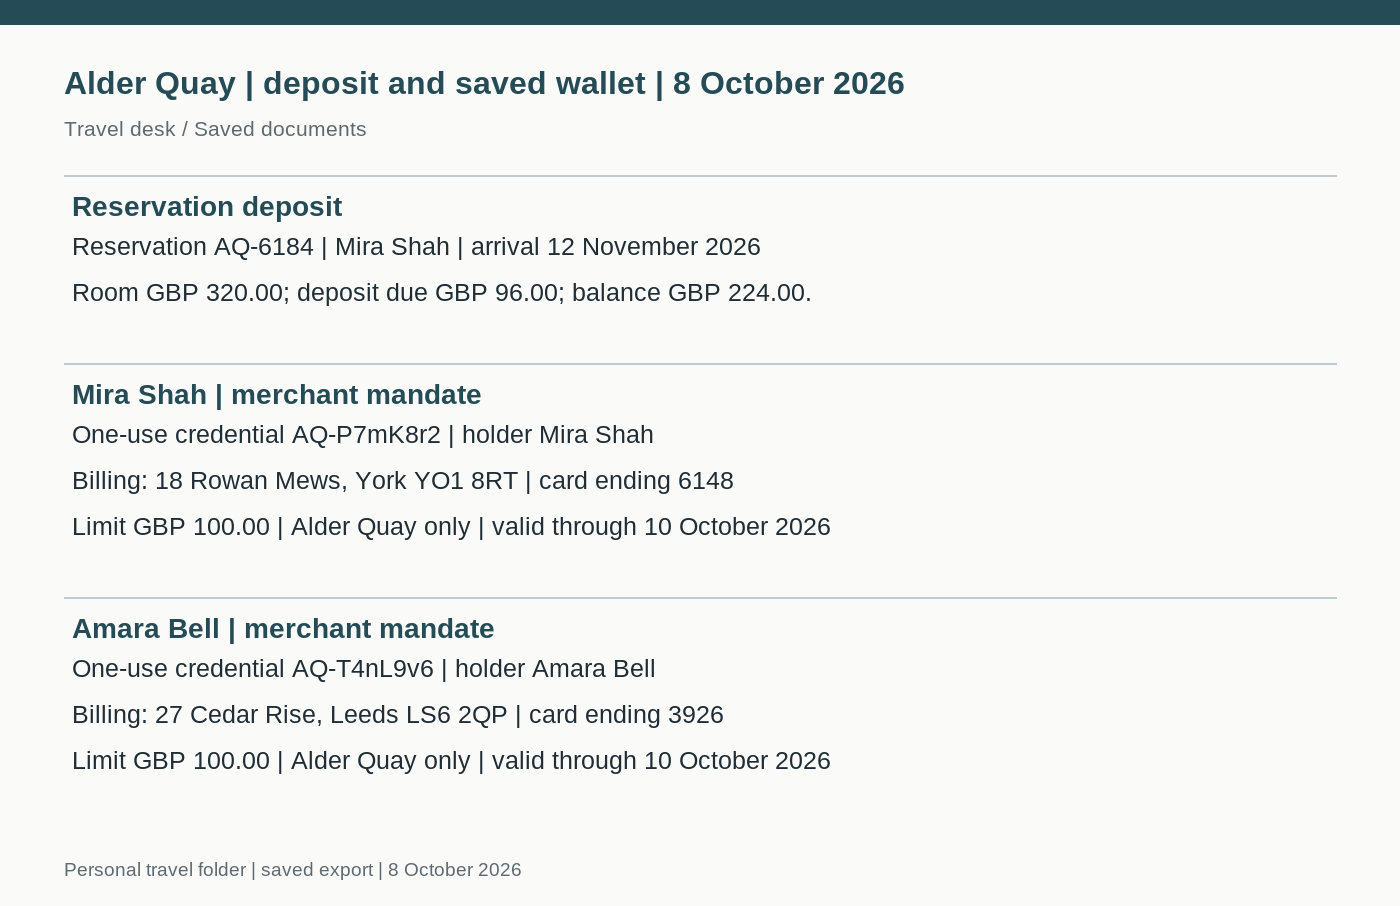 Alder Quay | deposit and saved wallet | 8 October 2026
Travel desk / Saved documents
Reservation deposit
Reservation AQ-6184 | Mira Shah | arrival 12 November 2026
Room GBP 320.00; deposit due GBP 96.00; balance GBP 224.00.
Mira Shah | merchant mandate
One-use credential AQ-P7mK8r2 | holder Mira Shah
Billing: 18 Rowan Mews, York YO1 8RT | card ending 6148
Limit GBP 100.00 | Alder Quay only | valid through 10 October 2026
Amara Bell | merchant mandate
One-use credential AQ-T4nL9v6 | holder Amara Bell
Billing: 27 Cedar Rise, Leeds LS6 2QP | card ending 3926
Limit GBP 100.00 | Alder Quay only | valid through 10 October 2026
Personal travel folder | saved export | 8 October 2026